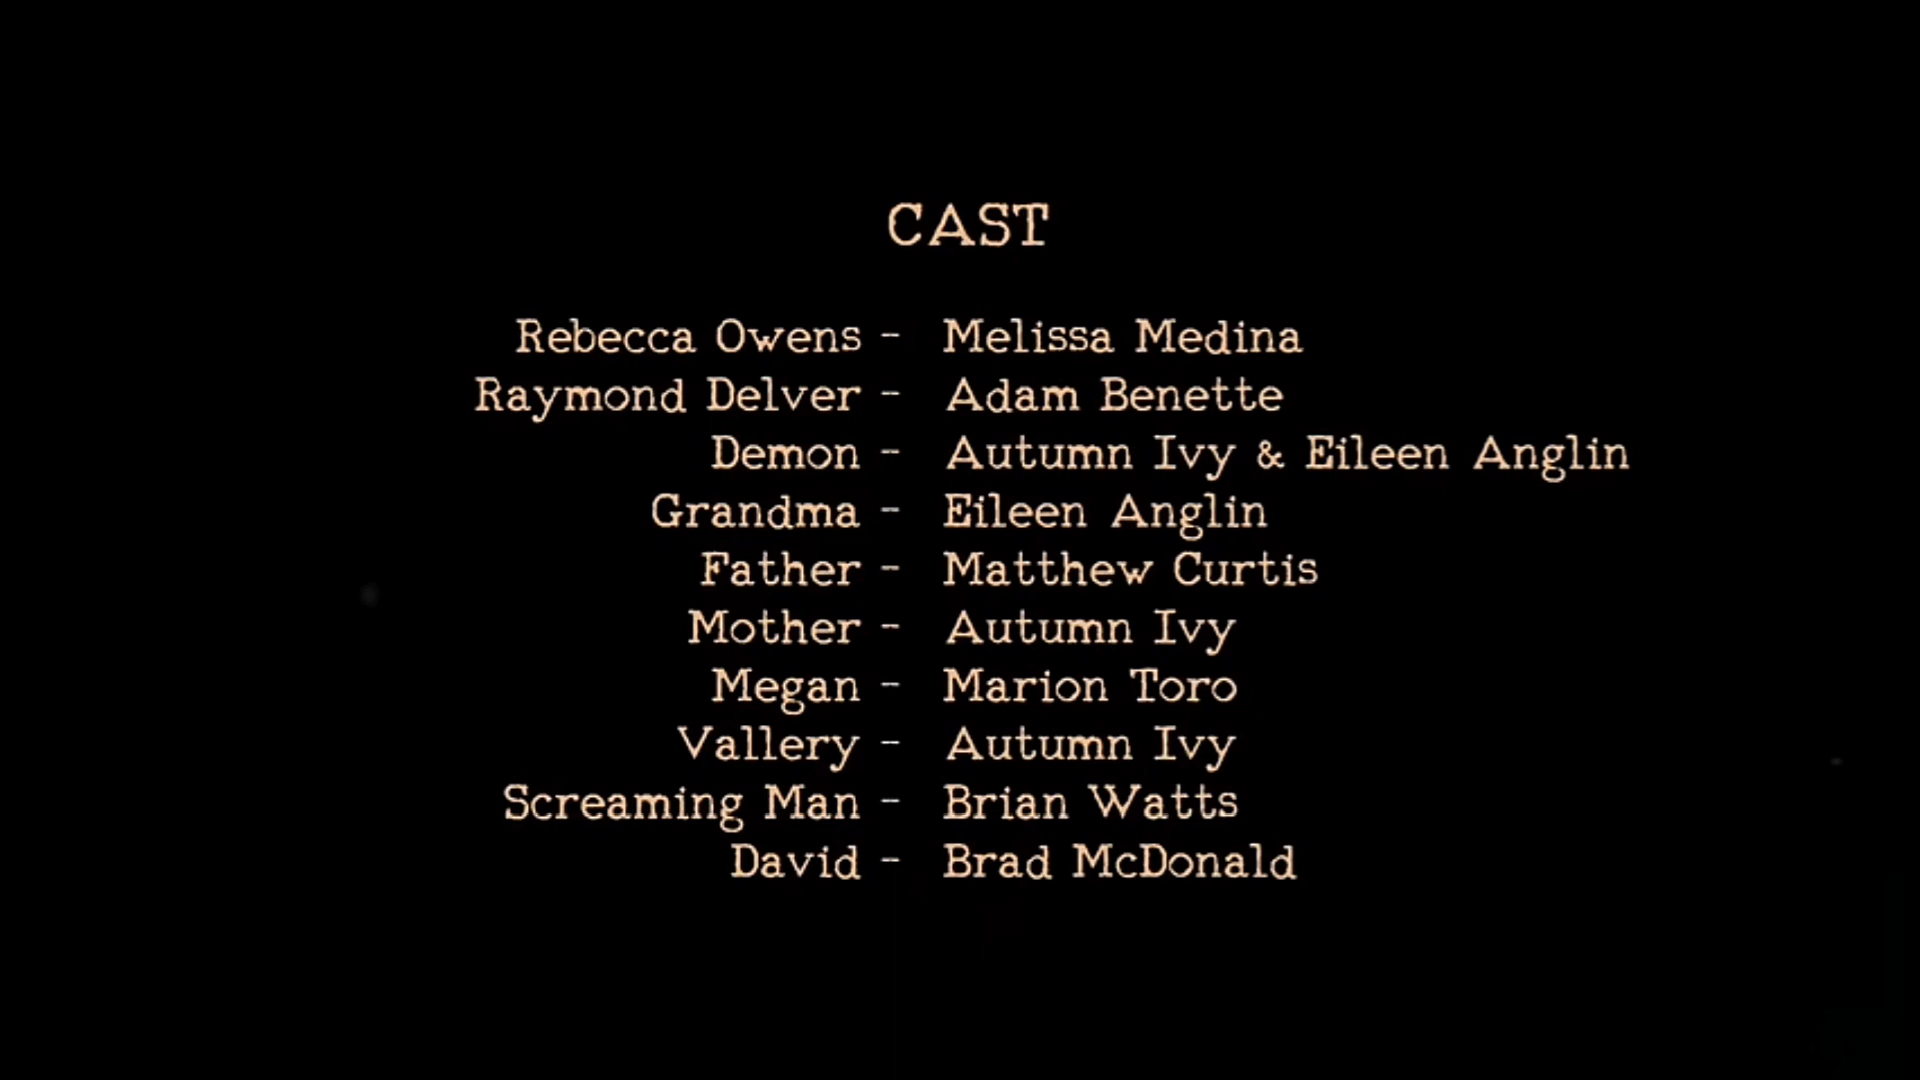 CAST
Rebecca Owens - Melissa Medina
Raymond Delver - Adam Benette
Demon - Autumn Ivy & Eileen Anglin
Grandma - Eileen Anglin
Father - Matthew Curtis
Mother - Autumn Ivy
Megan - Marion Toro
Vallery - Autumn Ivy
Screaming Man - Brian Watts
David - Brad McDonald